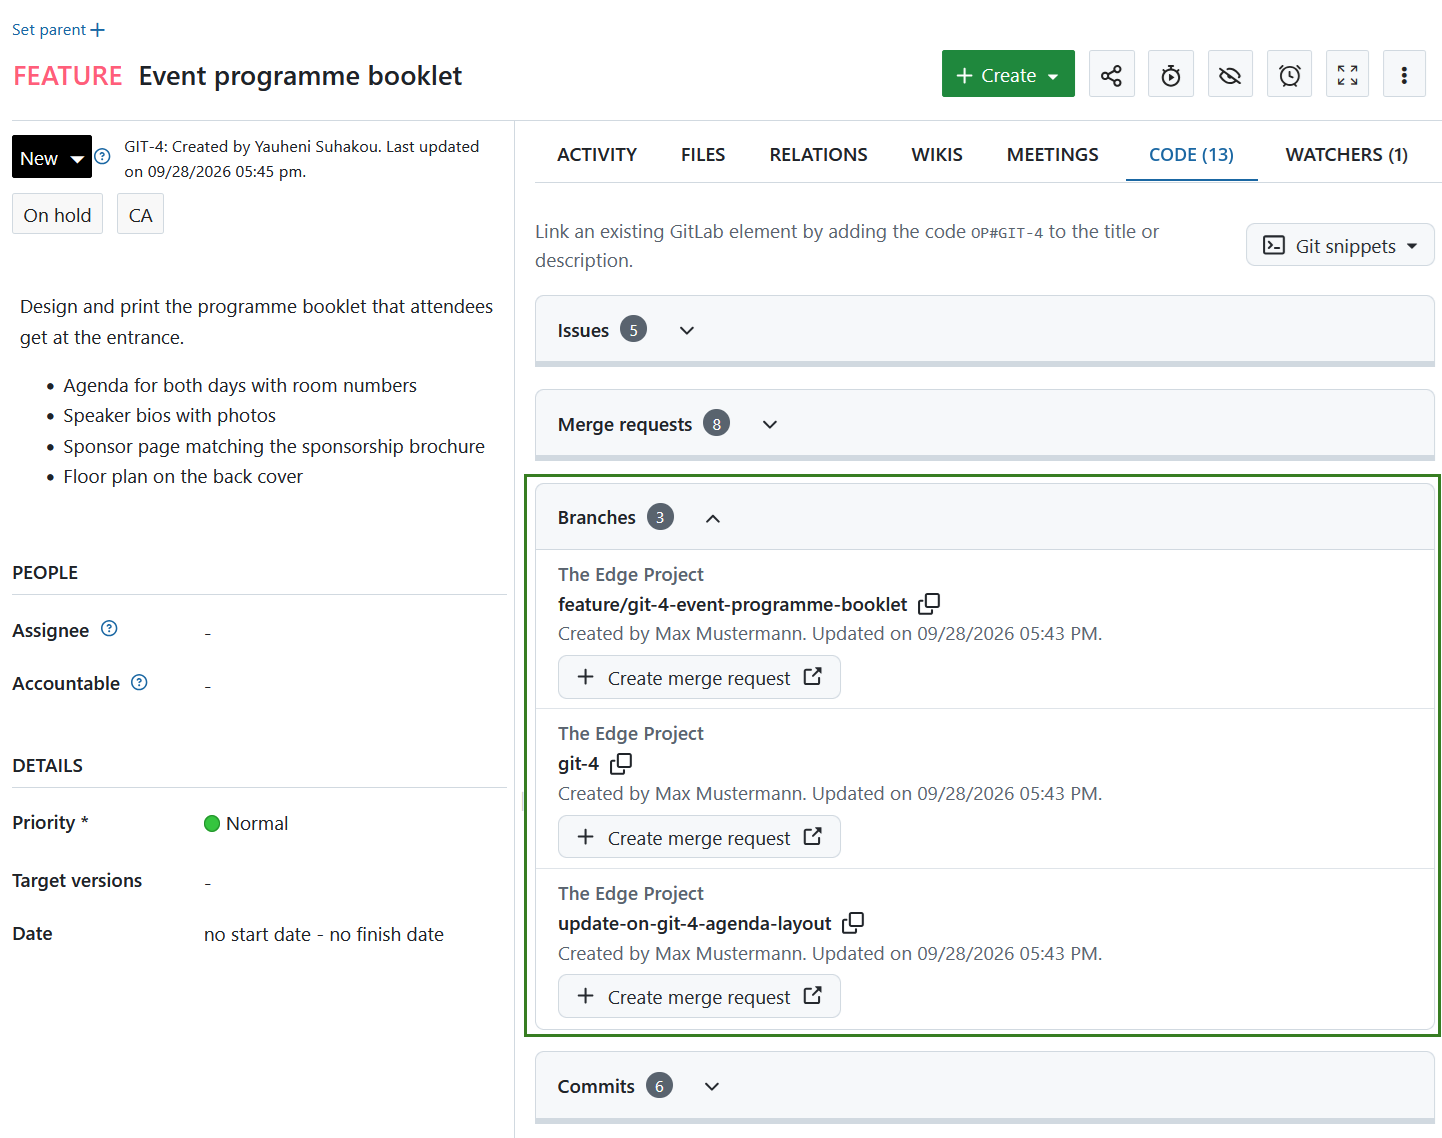 Set parent
FEATURE Event programme booklet
Create
New
GIT-4: Created by Yauheni Suhakou. Last updated
on 09/28/2026 05:45 pm.
On hold
CA
Design and print the programme booklet that attendees
get at the entrance.
Agenda for both days with room numbers
Speaker bios with photos
Sponsor page matching the sponsorship brochure
Floor plan on the back cover
PEOPLE
Assignee -
Accountable -
DETAILS
Priority * Normal
Target versions -
Date no start date - no finish date
ACTIVITY FILES RELATIONS WIKIS MEETINGS CODE (13) WATCHERS (1)
Link an existing GitLab element by adding the code OP#GIT-4 to the title or
description.
Git snippets
Issues 5
Merge requests 8
Branches 3
The Edge Project
feature/git-4-event-programme-booklet
Created by Max Mustermann. Updated on 09/28/2026 05:43 PM.
Create merge request
The Edge Project
git-4
Created by Max Mustermann. Updated on 09/28/2026 05:43 PM.
Create merge request
The Edge Project
update-on-git-4-agenda-layout
Created by Max Mustermann. Updated on 09/28/2026 05:43 PM.
Create merge request
Commits 6